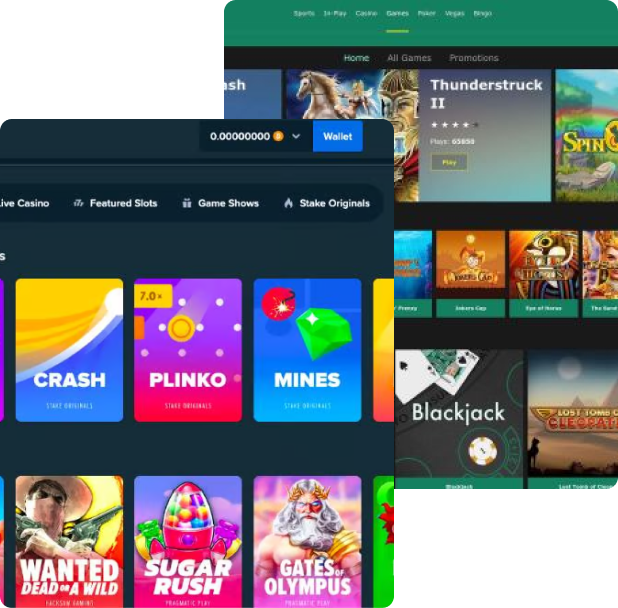 Sports In-Play Casino Games Poker Vegas Bingo
Home All Games Promotions
ash
Thunderstruck
II
Plays: 65858
Play
SPIN
0.00000000 Wallet
ive Casino Featured Slots Game Shows Stake Originals
s
7.0×
CRASH
STAKE ORIGINALS
PLINKO
STAKE ORIGINALS
MINES
STAKE ORIGINALS
Frenzy
Jokers Cap
EYE OF HORUS
Eye of Horus
The Sand
Blackjack
Blackjack
LOST TOMB O
CLEOPAT
Lost Tomb of Cleop
WANTED
DEAD OR A WILD
HACKSAW GAMING
SUGAR
RUSH
PRAGMATIC PLAY
GATES OF
OLYMPUS
PRAGMATIC PLAY